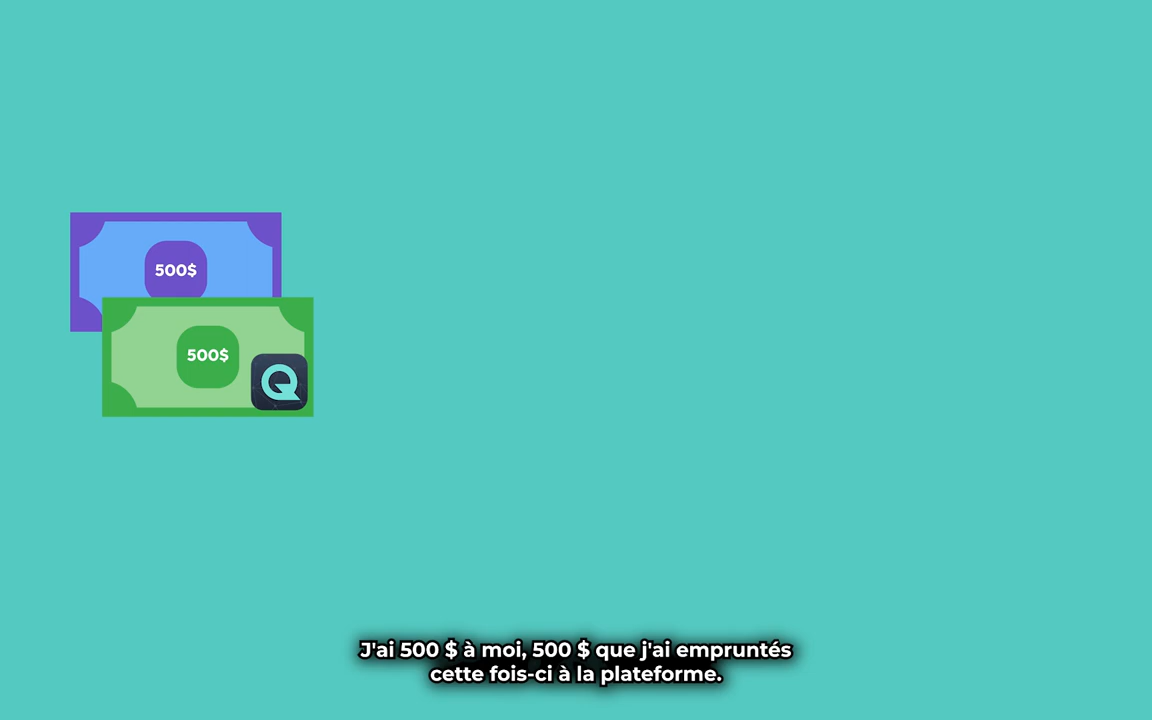 500$
500$
J'ai 500 $ à moi, 500 $ que j'ai empruntés
cette fois-ci à la plateforme.